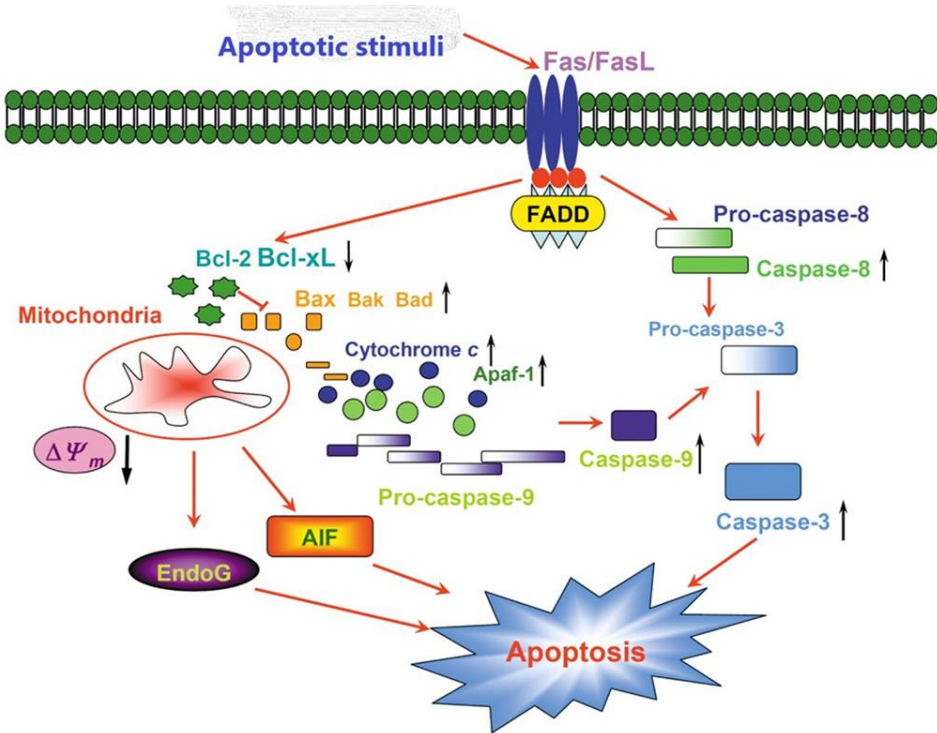 Apoptotic stimuli
Fas/FasL
FADD
Pro-caspase-8
Caspase-8
Bcl-2 Bcl-xL
Bax Bak Bad
Mitochondria
Pro-caspase-3
Cytochrome c
Apaf-1
ΔΨm
Caspase-9
Pro-caspase-9
Caspase-3
AIF
EndoG
Apoptosis